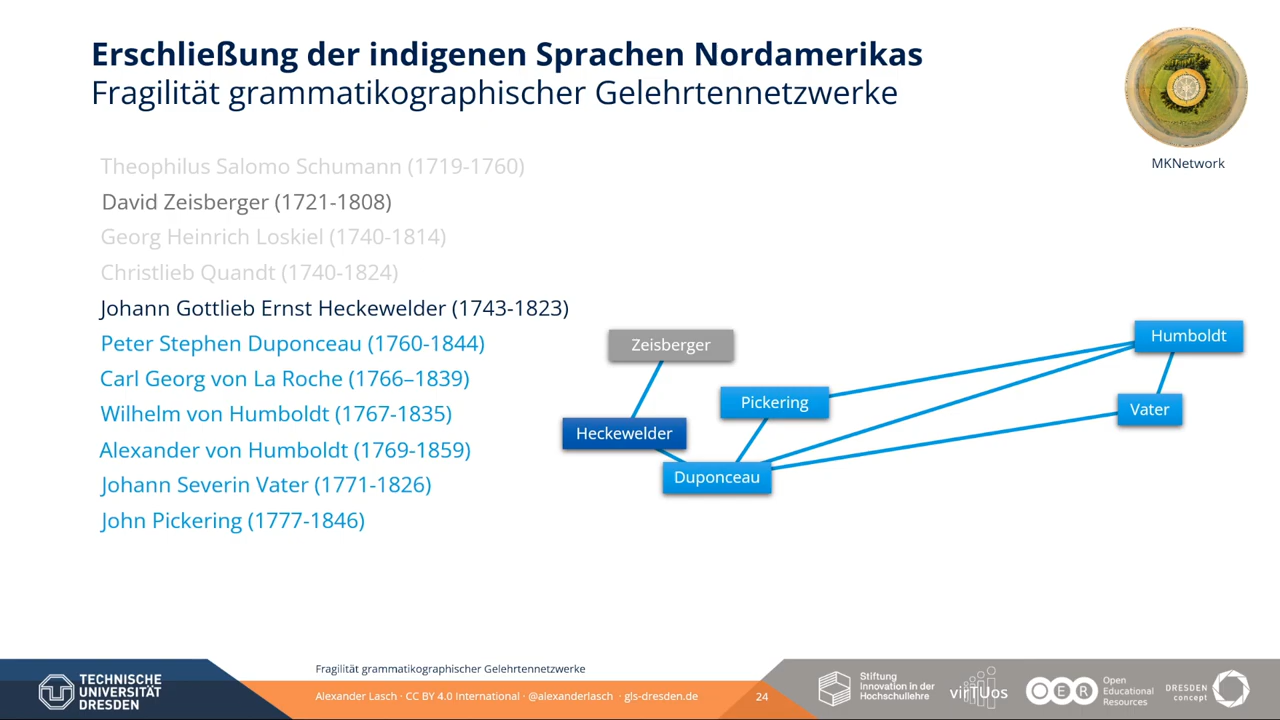 Erschließung der indigenen Sprachen Nordamerikas
Fragilität grammatikographischer Gelehrtennetzwerke
MKNetwork
Theophilus Salomo Schumann (1719-1760)
David Zeisberger (1721-1808)
Georg Heinrich Loskiel (1740-1814)
Christlieb Quandt (1740-1824)
Johann Gottlieb Ernst Heckewelder (1743-1823)
Peter Stephen Duponceau (1760-1844)
Carl Georg von La Roche (1766–1839)
Wilhelm von Humboldt (1767-1835)
Alexander von Humboldt (1769-1859)
Johann Severin Vater (1771-1826)
John Pickering (1777-1846)
Zeisberger
Humboldt
Pickering
Vater
Heckewelder
Duponceau
Fragilität grammatikographischer Gelehrtennetzwerke
Alexander Lasch · CC BY 4.0 International · @alexanderlasch · gls-dresden.de
24
TECHNISCHE
UNIVERSITÄT
DRESDEN
Stiftung
Innovation in der
Hochschullehre
virTUos
OER
Open
Educational
Resources
DRESDEN
concept